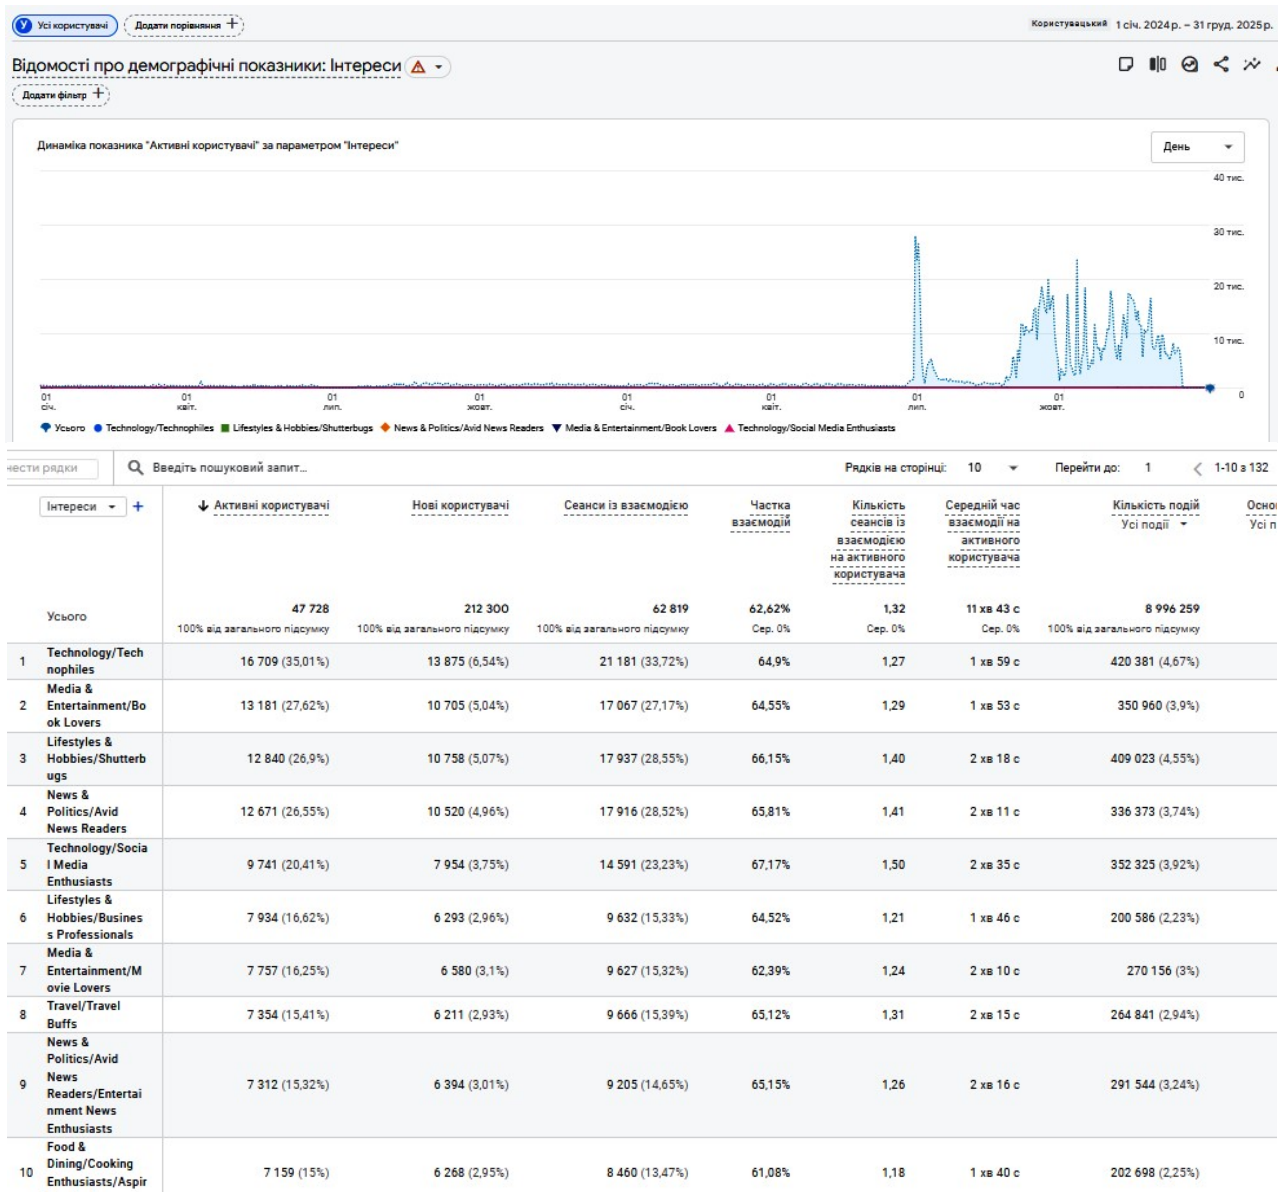 У Усі користувачі Додати порівняння + Користувацький 1 січ. 2024 р. – 31 груд. 2025 р.
Відомості про демографічні показники: Інтереси
Додати фільтр +
Динаміка показника "Активні користувачі" за параметром "Інтереси" День
40 тис.
30 тис.
20 тис.
10 тис.
0
01 січ. 01 квіт. 01 лип. 01 жовт. 01 січ. 01 квіт. 01 лип. 01 жовт.
Усього Technology/Technophiles Lifestyles & Hobbies/Shutterbugs News & Politics/Avid News Readers Media & Entertainment/Book Lovers Technology/Social Media Enthusiasts
нести рядки Введіть пошуковий запит... Рядків на сторінці: 10 Перейти до: 1 < 1-10 з 132
Інтереси + ↓ Активні користувачі Нові користувачі Сеанси із взаємодією Частка взаємодій Кількість сеансів із взаємодією на активного користувача Середній час взаємодії на активного користувача Кількість подій Усі події
Усього 47 728 212 300 62 819 62,62% 1,32 11 хв 43 с 8 996 259
100% від загального підсумку 100% від загального підсумку 100% від загального підсумку Сер. 0% Сер. 0% Сер. 0% 100% від загального підсумку
1 Technology/Technophiles 16 709 (35,01%) 13 875 (6,54%) 21 181 (33,72%) 64,9% 1,27 1 хв 59 с 420 381 (4,67%)
2 Media & Entertainment/Book Lovers 13 181 (27,62%) 10 705 (5,04%) 17 067 (27,17%) 64,55% 1,29 1 хв 53 с 350 960 (3,9%)
3 Lifestyles & Hobbies/Shutterbugs 12 840 (26,9%) 10 758 (5,07%) 17 937 (28,55%) 66,15% 1,40 2 хв 18 с 409 023 (4,55%)
4 News & Politics/Avid News Readers 12 671 (26,55%) 10 520 (4,96%) 17 916 (28,52%) 65,81% 1,41 2 хв 11 с 336 373 (3,74%)
5 Technology/Social Media Enthusiasts 9 741 (20,41%) 7 954 (3,75%) 14 591 (23,23%) 67,17% 1,50 2 хв 35 с 352 325 (3,92%)
6 Lifestyles & Hobbies/Business Professionals 7 934 (16,62%) 6 293 (2,96%) 9 632 (15,33%) 64,52% 1,21 1 хв 46 с 200 586 (2,23%)
7 Media & Entertainment/Movie Lovers 7 757 (16,25%) 6 580 (3,1%) 9 627 (15,32%) 62,39% 1,24 2 хв 10 с 270 156 (3%)
8 Travel/Travel Buffs 7 354 (15,41%) 6 211 (2,93%) 9 666 (15,39%) 65,12% 1,31 2 хв 15 с 264 841 (2,94%)
9 News & Politics/Avid News Readers/Entertainment News Enthusiasts 7 312 (15,32%) 6 394 (3,01%) 9 205 (14,65%) 65,15% 1,26 2 хв 16 с 291 544 (3,24%)
10 Food & Dining/Cooking Enthusiasts/Aspir 7 159 (15%) 6 268 (2,95%) 8 460 (13,47%) 61,08% 1,18 1 хв 40 с 202 698 (2,25%)